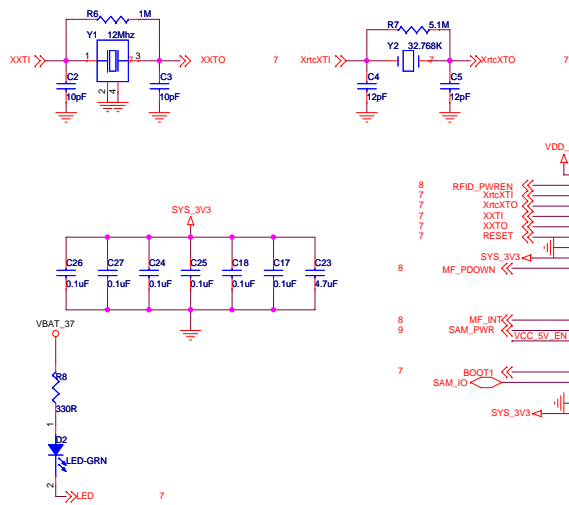 R6 1M
Y1 12Mhz
XXTI 1 3 7 XXTO 7
C2 C3
10pF 10pF
2 4
R7 5.1M
Y2 32.768K
XrtcXTI 7 XrtcXTO 7
C4 C5
12pF 12pF
VDD_
8 RFID_PWREN
7 XrtcXTI
7 XrtcXTO
7 XXTI
7 XXTO
7 RESET
SYS_3V3
8 MF_PDOWN
8 MF_INT
9 SAM_PWR
VCC_5V_EN
7 BOOT1
SAM_IO
SYS_3V3
SYS_3V3
C26 C27 C24 C25 C18 C17 C23
0.1uF 0.1uF 0.1uF 0.1uF 0.1uF 0.1uF 4.7uF
VBAT_37
R8
330R
1
D2
LED-GRN
2
LED 7